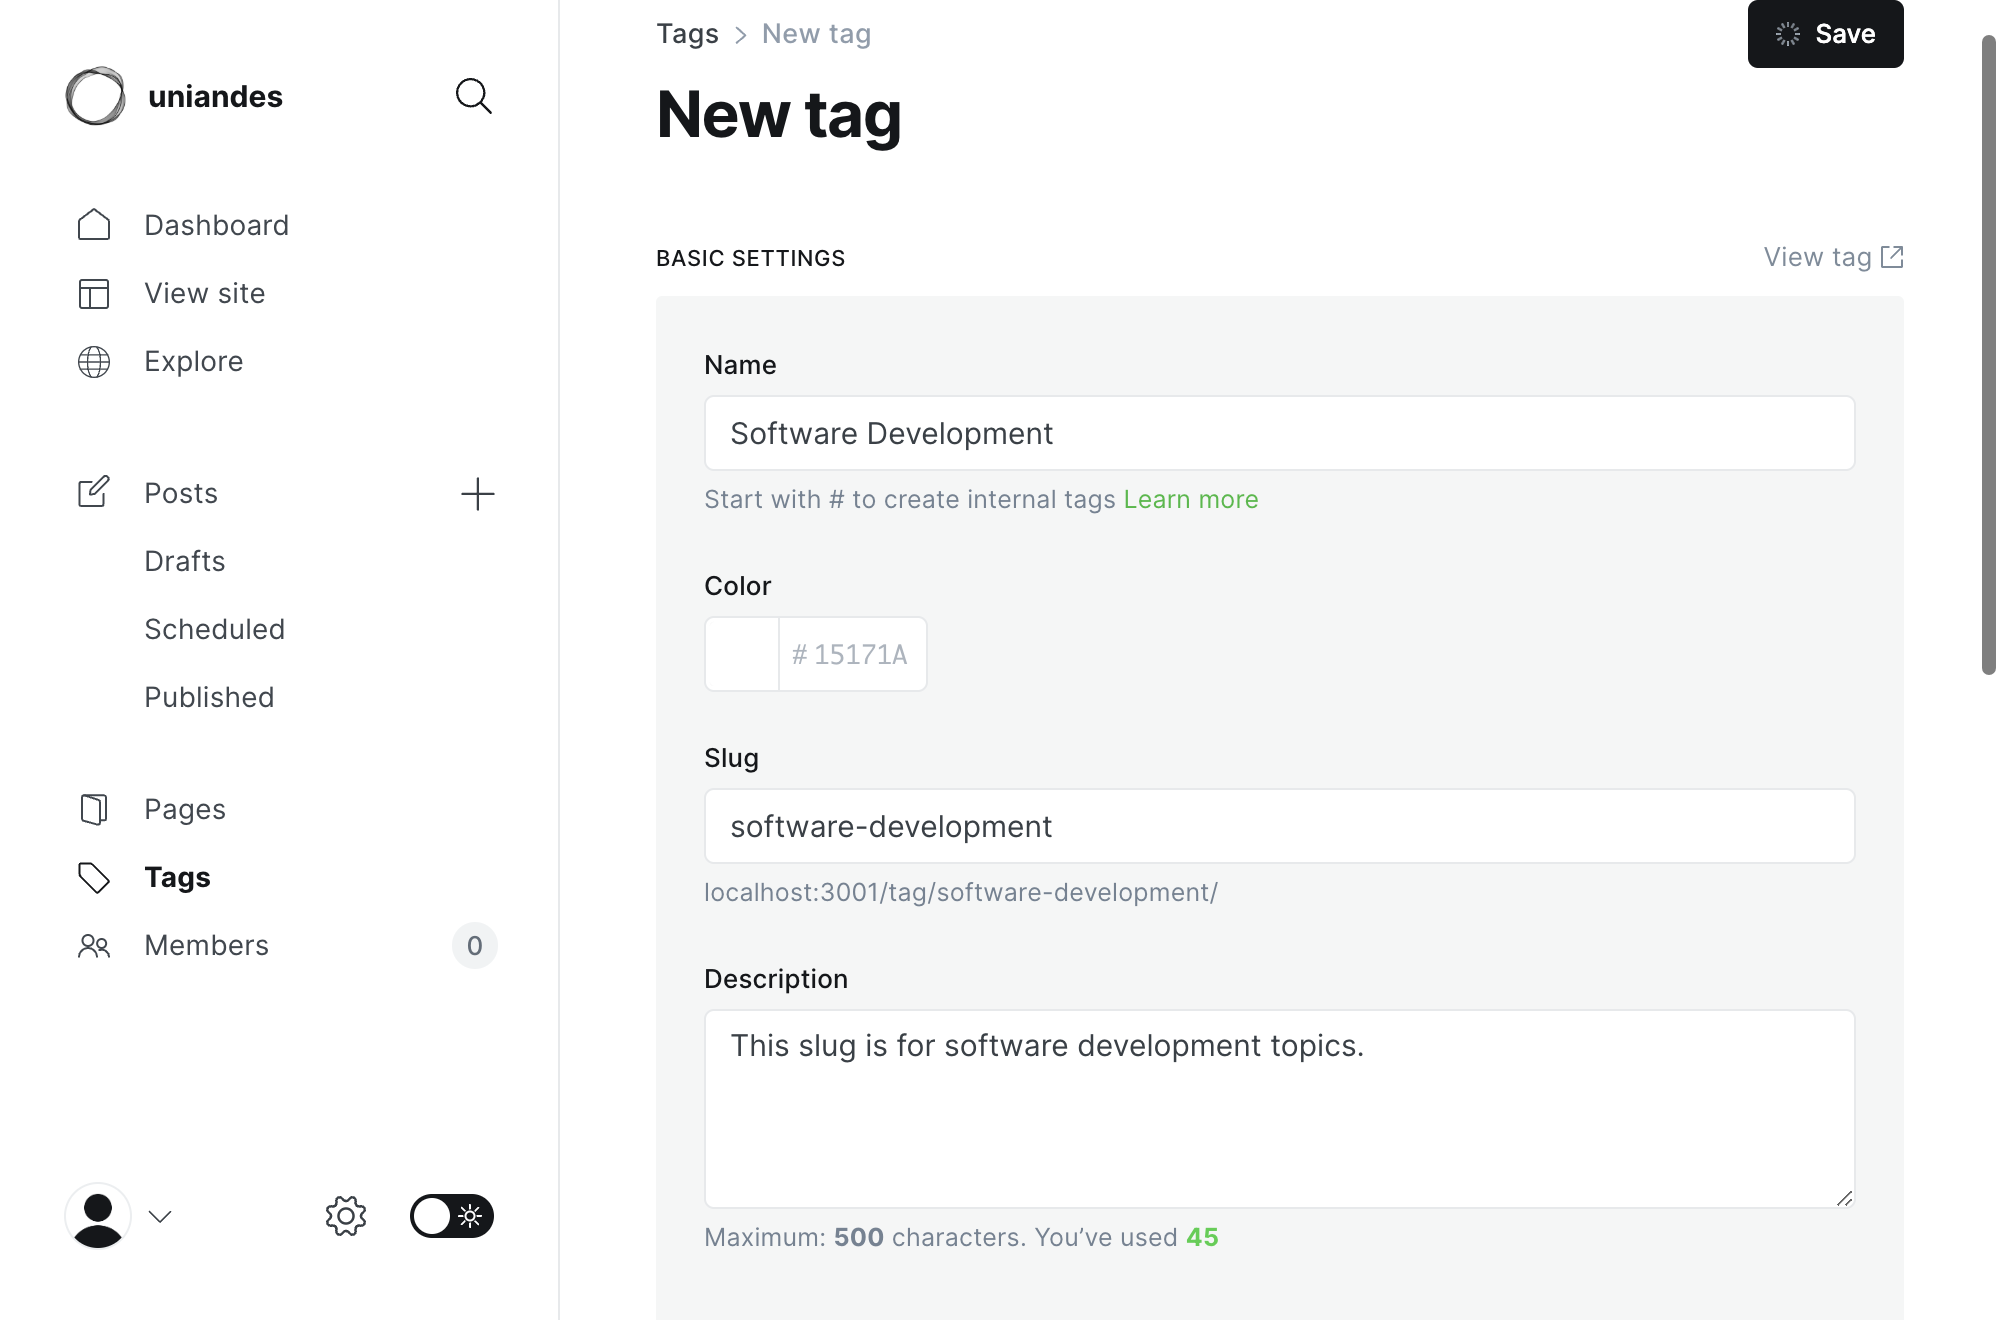 uniandes
Dashboard
View site
Explore
Posts
Drafts
Scheduled
Published
Pages
Tags
Members 0
Tags > New tag
Save
New tag
BASIC SETTINGS
View tag
Name
Software Development
Start with # to create internal tags Learn more
Color
# 15171A
Slug
software-development
localhost:3001/tag/software-development/
Description
This slug is for software development topics.
Maximum: 500 characters. You’ve used 45